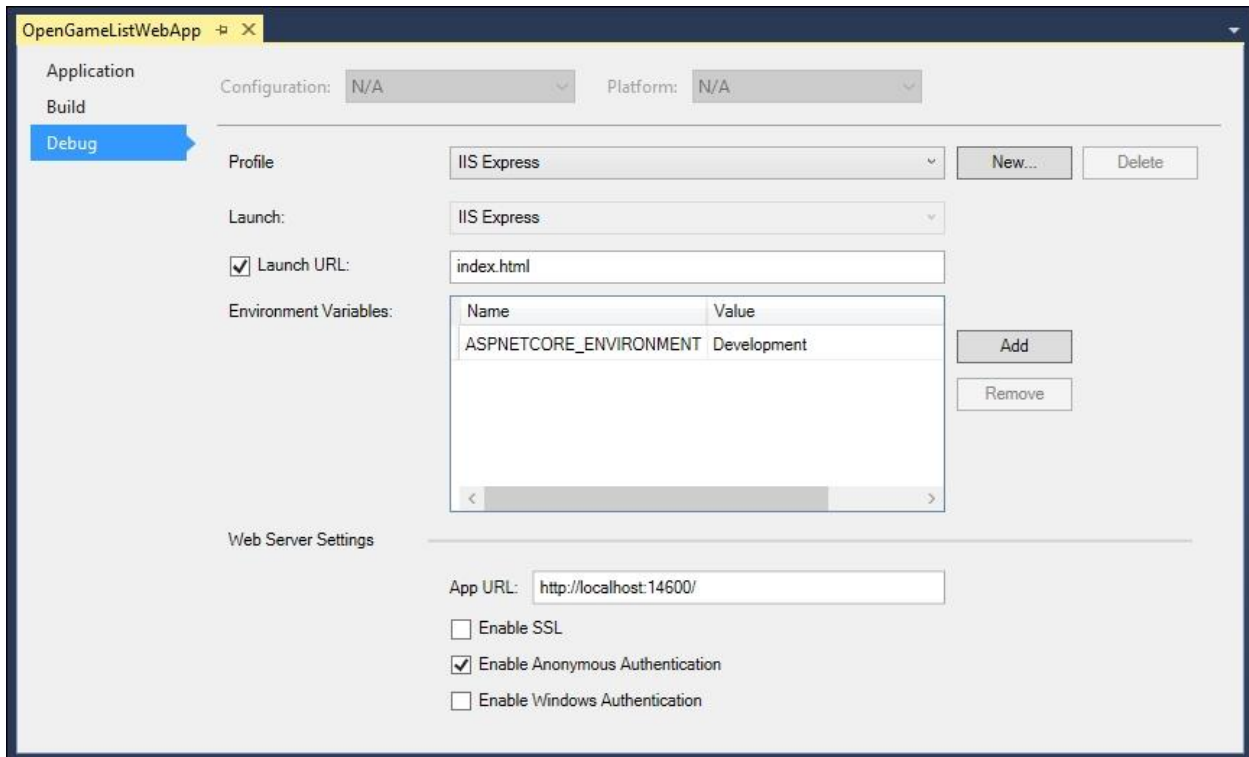 OpenGameListWebApp
Application
Build
Debug
Configuration: N/A Platform: N/A
Profile IIS Express New... Delete
Launch: IIS Express
Launch URL: index.html
Environment Variables: Name Value
ASPNETCORE_ENVIRONMENT Development Add
Remove
Web Server Settings
App URL: http://localhost:14600/
Enable SSL
Enable Anonymous Authentication
Enable Windows Authentication